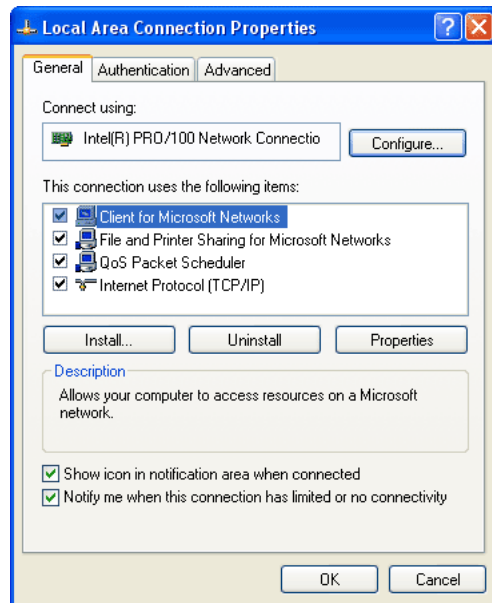 Local Area Connection Properties
General Authentication Advanced
Connect using:
Intel(R) PRO/100 Network Connectio
Configure...
This connection uses the following items:
Client for Microsoft Networks
File and Printer Sharing for Microsoft Networks
QoS Packet Scheduler
Internet Protocol (TCP/IP)
Install... Uninstall Properties
Description
Allows your computer to access resources on a Microsoft
network.
Show icon in notification area when connected
Notify me when this connection has limited or no connectivity
OK Cancel